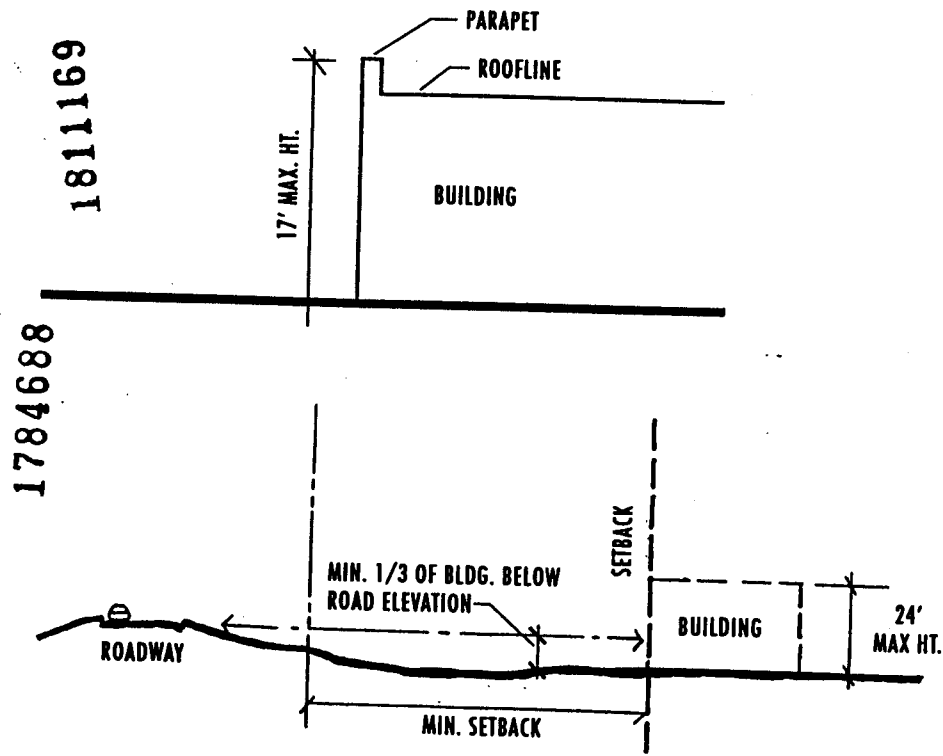 PARAPET
ROOFLINE
1811169
17' MAX. HT.
BUILDING
1784688
SETBACK
MIN. 1/3 OF BLDG. BELOW
ROAD ELEVATION
BUILDING
24'
MAX HT.
ROADWAY
MIN. SETBACK